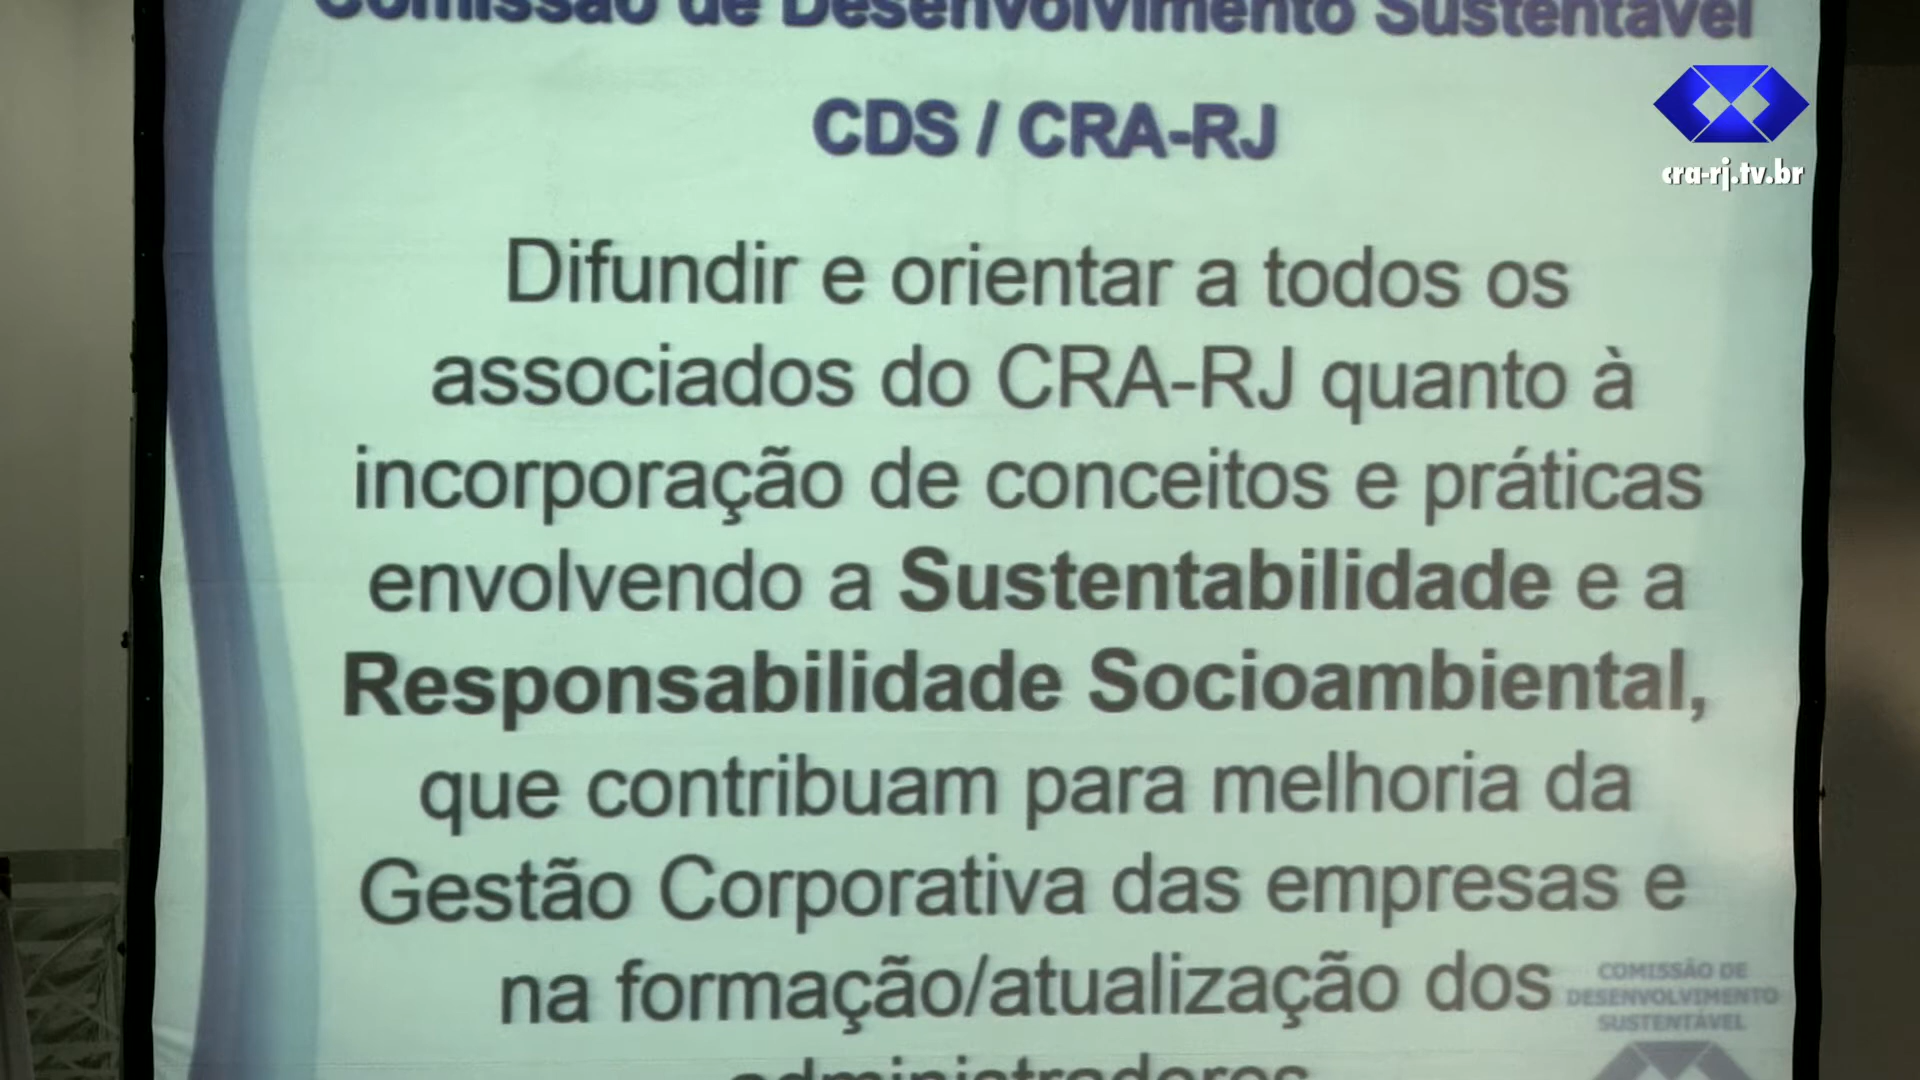 Comissão de Desenvolvimento Sustentável
CDS / CRA-RJ
cra-rj.tv.br
Difundir e orientar a todos os
associados do CRA-RJ quanto à
incorporação de conceitos e práticas
envolvendo a Sustentabilidade e a
Responsabilidade Socioambiental,
que contribuam para melhoria da
Gestão Corporativa das empresas e
na formação/atualização dos
administradores
COMISSÃO DE
DESENVOLVIMENTO
SUSTENTÁVEL